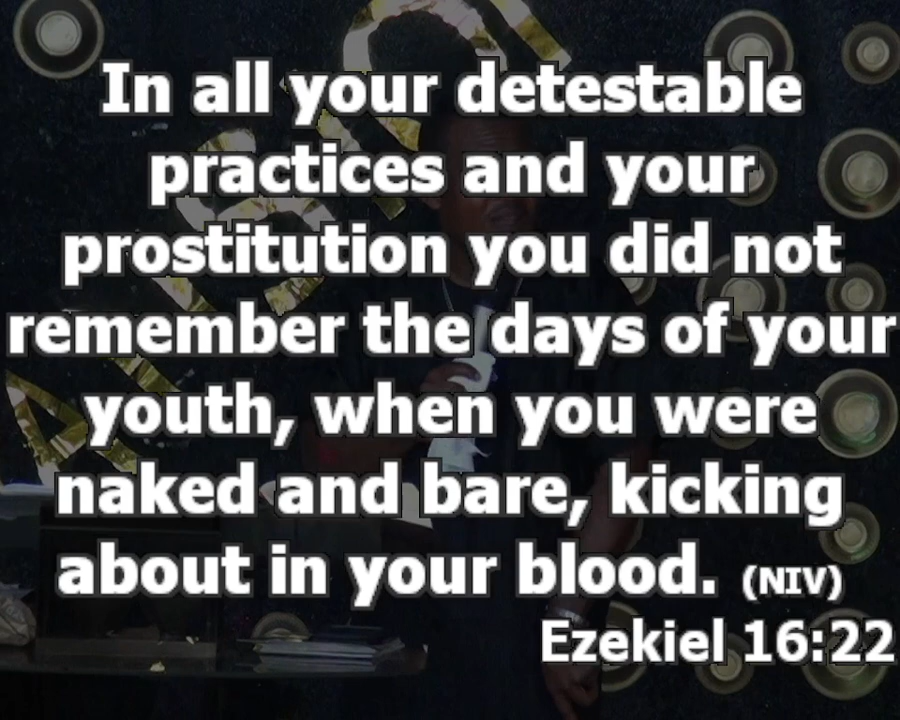 In all your detestable
practices and your
prostitution you did not
remember the days of your
youth, when you were
naked and bare, kicking
about in your blood. (NIV)
Ezekiel 16:22